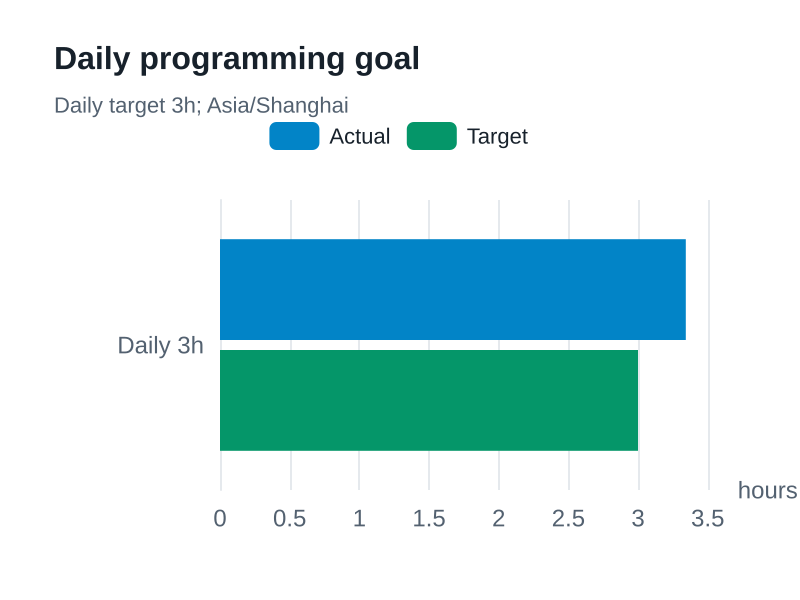 Daily programming goal
Daily target 3h; Asia/Shanghai
Actual Target
Daily 3h
hours
0 0.5 1 1.5 2 2.5 3 3.5